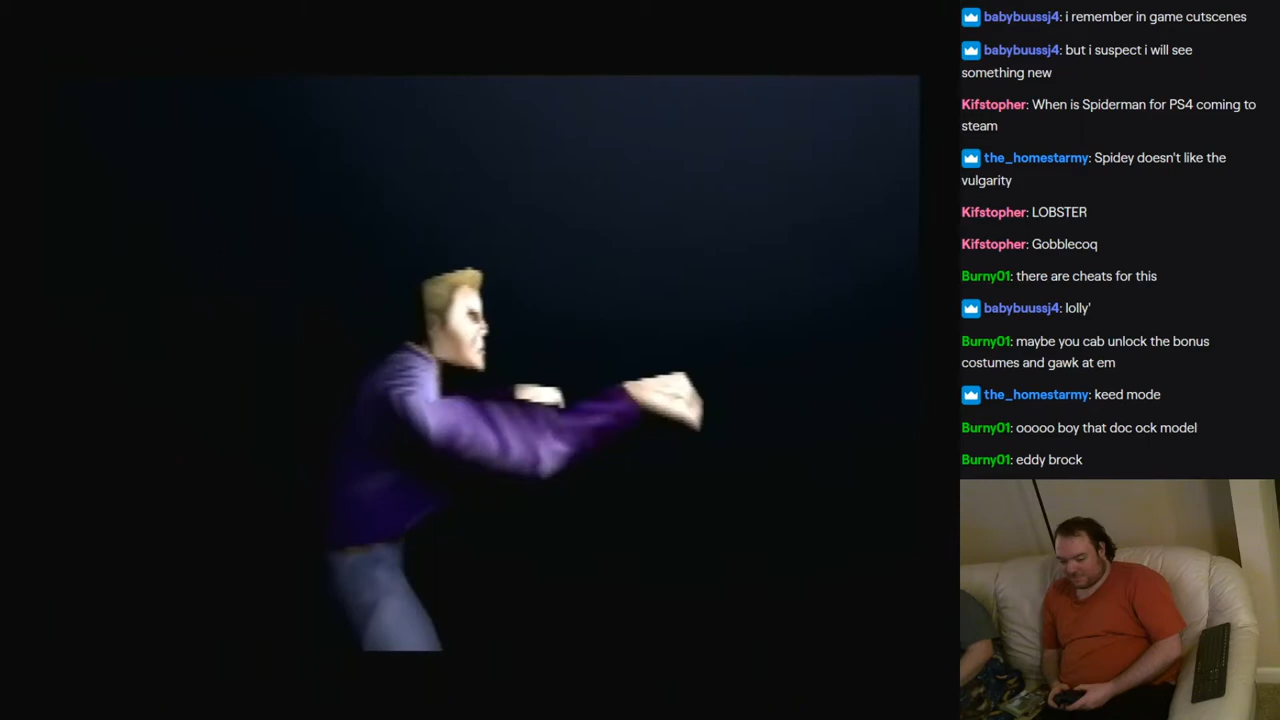 babybuussj4: i remember in game cutscenes
babybuussj4: but i suspect i will see
something new
Kifstopher: When is Spiderman for PS4 coming to
steam
the_homestarmy: Spidey doesn't like the
vulgarity
Kifstopher: LOBSTER
Kifstopher: Gobblecoq
Burny01: there are cheats for this
babybuussj4: lolly'
Burny01: maybe you cab unlock the bonus
costumes and gawk at em
the_homestarmy: keed mode
Burny01: ooooo boy that doc ock model
Burny01: eddy brock